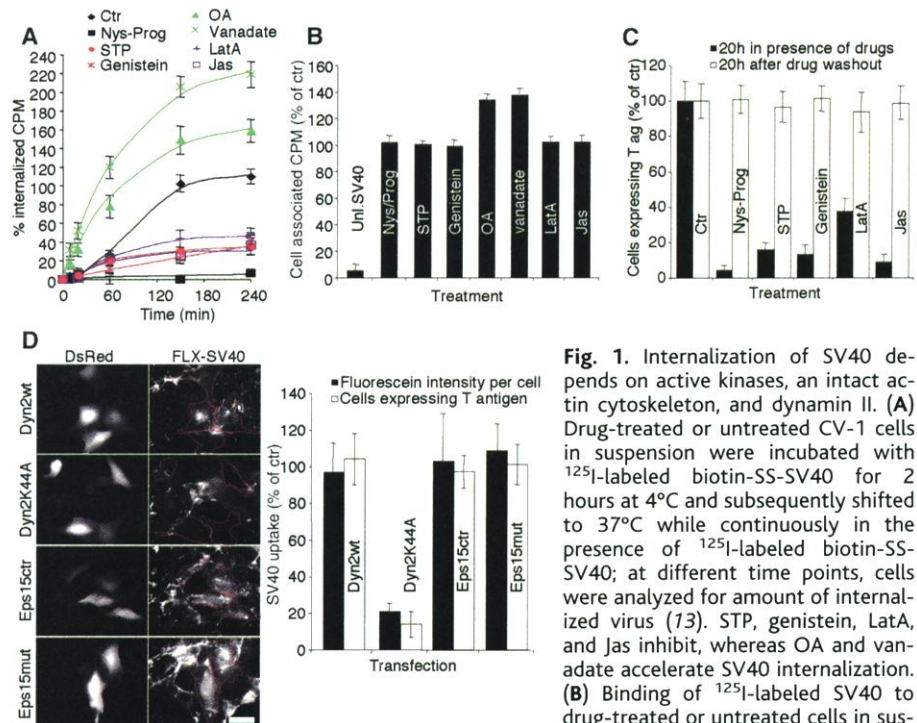 A
Ctr
Nys-Prog
STP
Genistein
OA
Vanadate
LatA
Jas
% internalized CPM
240
220
200
180
160
140
120
100
80
60
40
20
0
0 60 120 180 240
Time (min)
B
Cell associated CPM (% of ctr)
160
140
120
100
80
60
40
20
0
Unl.SV40
Nys/Prog
STP
Genistein
OA
vanadate
LatA
Jas
Treatment
C
20h in presence of drugs
20h after drug washout
Cells expressing T ag (% of ctr)
120
100
80
60
40
20
0
Ctr
Nys-Prog
STP
Genistein
LatA
Jas
Treatment
D
DsRed FLX-SV40
Dyn2wt
Dyn2K44A
Eps15ctr
Eps15mut
Fluorescein intensity per cell
Cells expressing T antigen
SV40 uptake (% of ctr)
140
120
100
80
60
40
20
0
Dyn2wt
Dyn2K44A
Eps15ctr
Eps15mut
Transfection
Fig. 1. Internalization of SV40 de-
pends on active kinases, an intact ac-
tin cytoskeleton, and dynamin II. (A)
Drug-treated or untreated CV-1 cells
in suspension were incubated with
¹²⁵I-labeled biotin-SS-SV40 for 2
hours at 4°C and subsequently shifted
to 37°C while continuously in the
presence of ¹²⁵I-labeled biotin-SS-
SV40; at different time points, cells
were analyzed for amount of internal-
ized virus (13). STP, genistein, LatA,
and Jas inhibit, whereas OA and van-
adate accelerate SV40 internalization.
(B) Binding of ¹²⁵I-labeled SV40 to
drug-treated or untreated cells in sus-